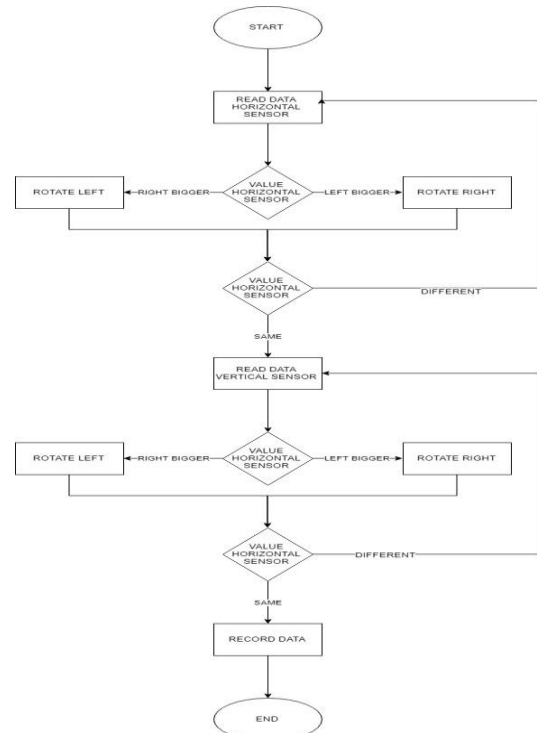 START
READ DATA
HORIZONTAL
SENSOR
VALUE
HORIZONTAL
SENSOR
ROTATE LEFT
RIGHT BIGGER
LEFT BIGGER
ROTATE RIGHT
VALUE
HORIZONTAL
SENSOR
DIFFERENT
SAME
READ DATA
VERTICAL SENSOR
VALUE
HORIZONTAL
SENSOR
ROTATE LEFT
RIGHT BIGGER
LEFT BIGGER
ROTATE RIGHT
VALUE
HORIZONTAL
SENSOR
DIFFERENT
SAME
RECORD DATA
END